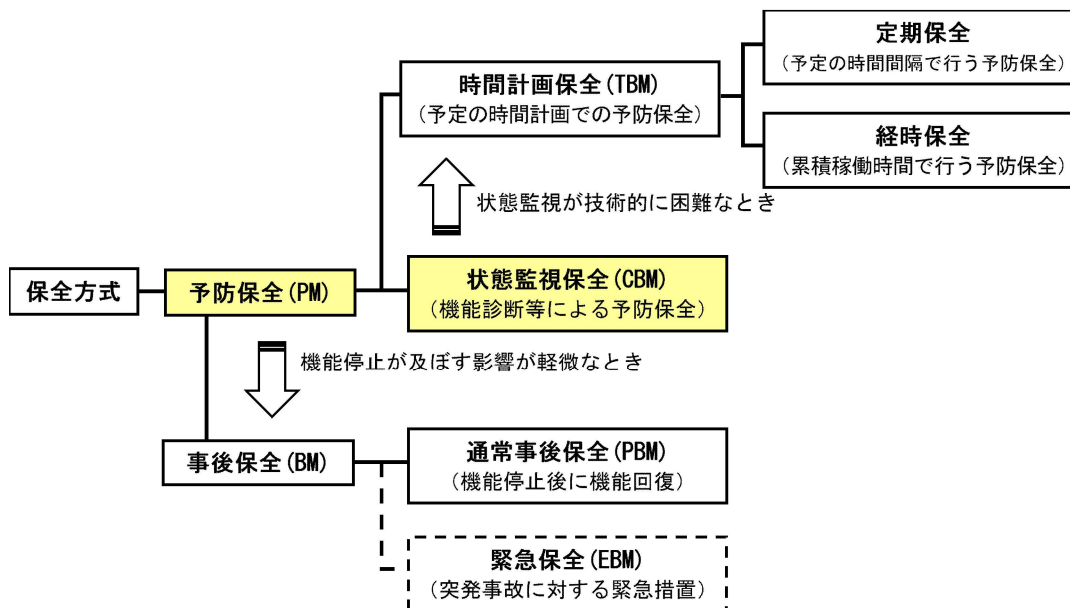 定期保全
(予定の時間間隔で行う予防保全)
時間計画保全(TBM)
(予定の時間計画での予防保全)
経時保全
(累積稼働時間で行う予防保全)
状態監視が技術的に困難なとき
保全方式
予防保全(PM)
状態監視保全(CBM)
(機能診断等による予防保全)
機能停止が及ぼす影響が軽微なとき
事後保全(BM)
通常事後保全(PBM)
(機能停止後に機能回復)
緊急保全(EBM)
(突発事故に対する緊急措置)